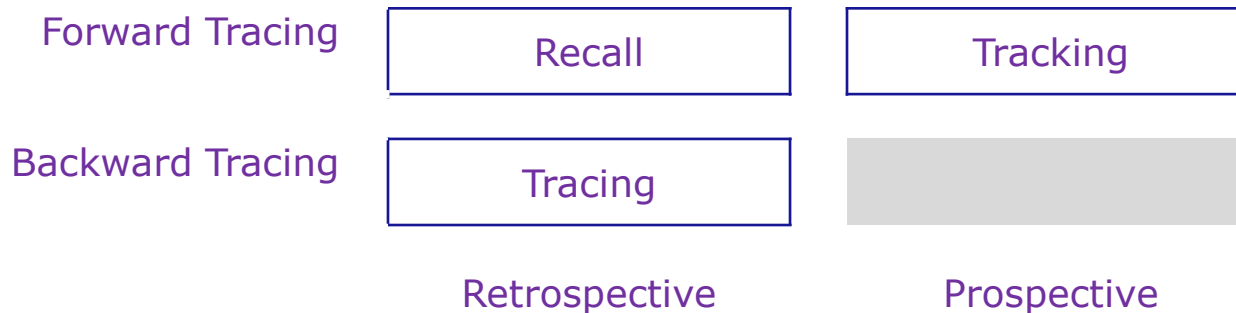 Forward Tracing
Recall
Tracking
Backward Tracing
Tracing
Retrospective
Prospective